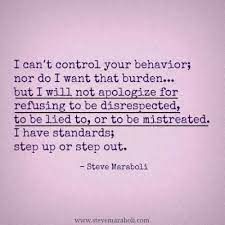 I can't control your behavior;
nor do I want that burden...
but I will not apologize for
refusing to be disrespected,
to be lied to, or to be mistreated.
I have standards;
step up or step out.
- Steve Maraboli
www.stevemaraboli.com